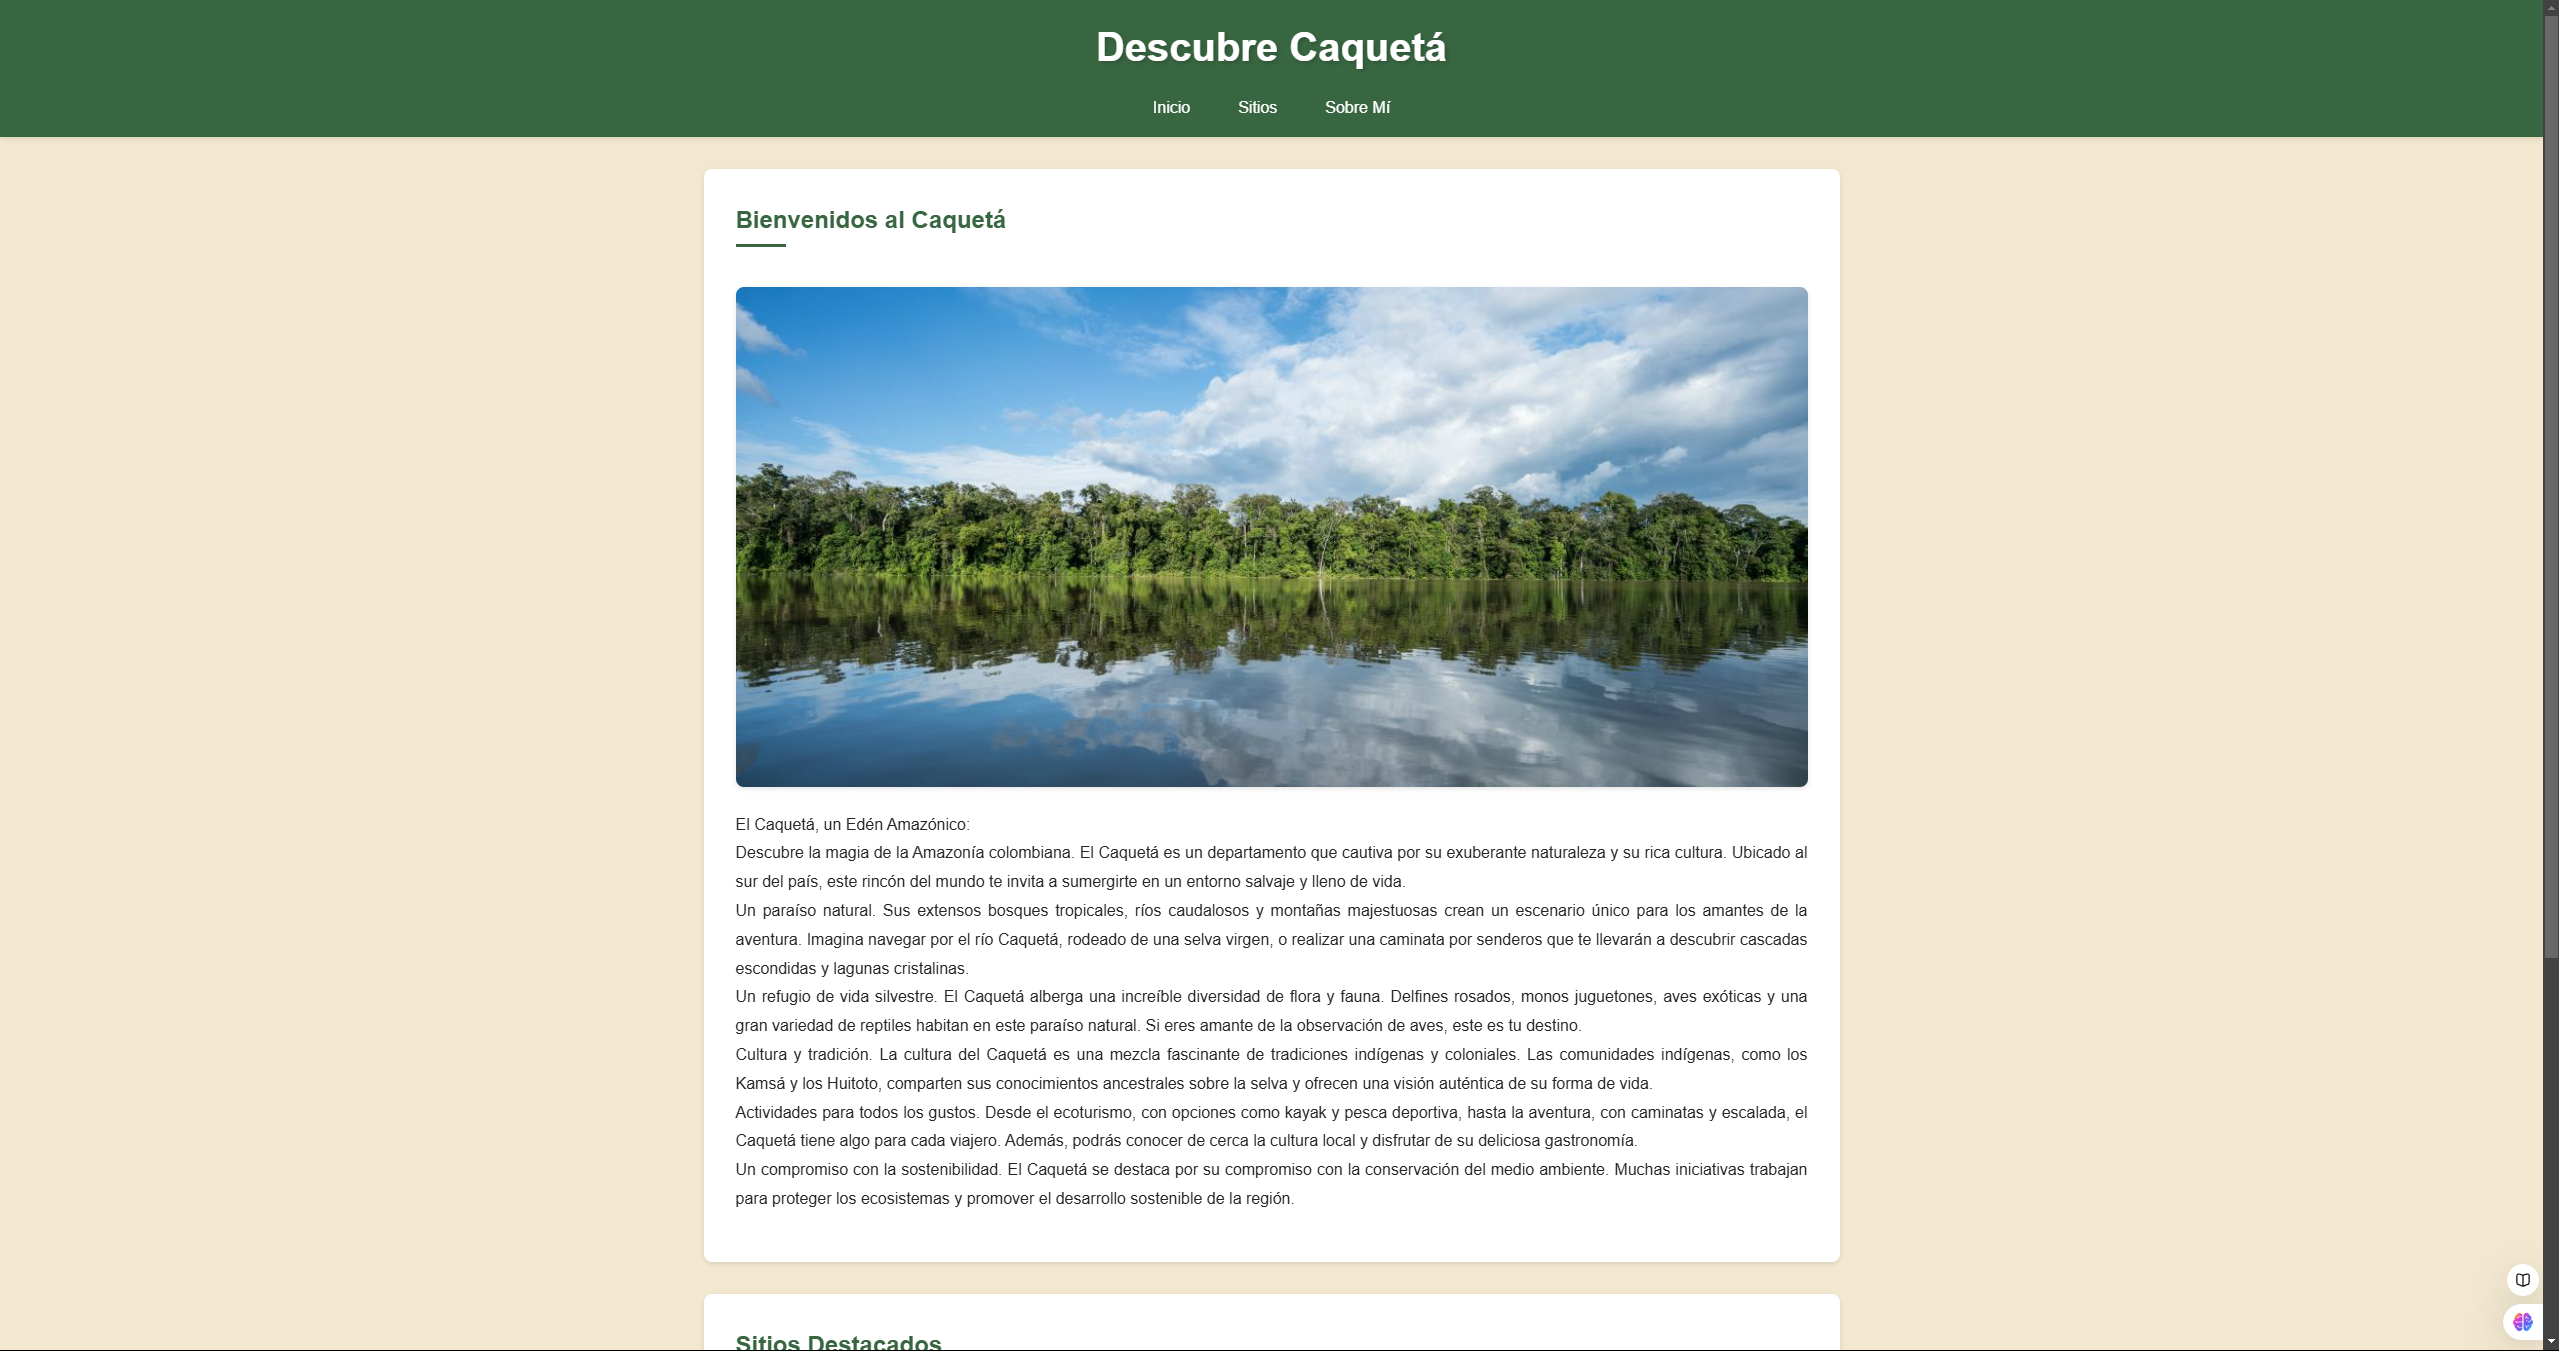 Descubre Caquetá
Inicio Sitios Sobre Mí
Bienvenidos al Caquetá
El Caquetá, un Edén Amazónico:
Descubre la magia de la Amazonía colombiana. El Caquetá es un departamento que cautiva por su exuberante naturaleza y su rica cultura. Ubicado al
sur del país, este rincón del mundo te invita a sumergirte en un entorno salvaje y lleno de vida.
Un paraíso natural. Sus extensos bosques tropicales, ríos caudalosos y montañas majestuosas crean un escenario único para los amantes de la
aventura. Imagina navegar por el río Caquetá, rodeado de una selva virgen, o realizar una caminata por senderos que te llevarán a descubrir cascadas
escondidas y lagunas cristalinas.
Un refugio de vida silvestre. El Caquetá alberga una increíble diversidad de flora y fauna. Delfines rosados, monos juguetones, aves exóticas y una
gran variedad de reptiles habitan en este paraíso natural. Si eres amante de la observación de aves, este es tu destino.
Cultura y tradición. La cultura del Caquetá es una mezcla fascinante de tradiciones indígenas y coloniales. Las comunidades indígenas, como los
Kamsá y los Huitoto, comparten sus conocimientos ancestrales sobre la selva y ofrecen una visión auténtica de su forma de vida.
Actividades para todos los gustos. Desde el ecoturismo, con opciones como kayak y pesca deportiva, hasta la aventura, con caminatas y escalada, el
Caquetá tiene algo para cada viajero. Además, podrás conocer de cerca la cultura local y disfrutar de su deliciosa gastronomía.
Un compromiso con la sostenibilidad. El Caquetá se destaca por su compromiso con la conservación del medio ambiente. Muchas iniciativas trabajan
para proteger los ecosistemas y promover el desarrollo sostenible de la región.
Sitios Destacados